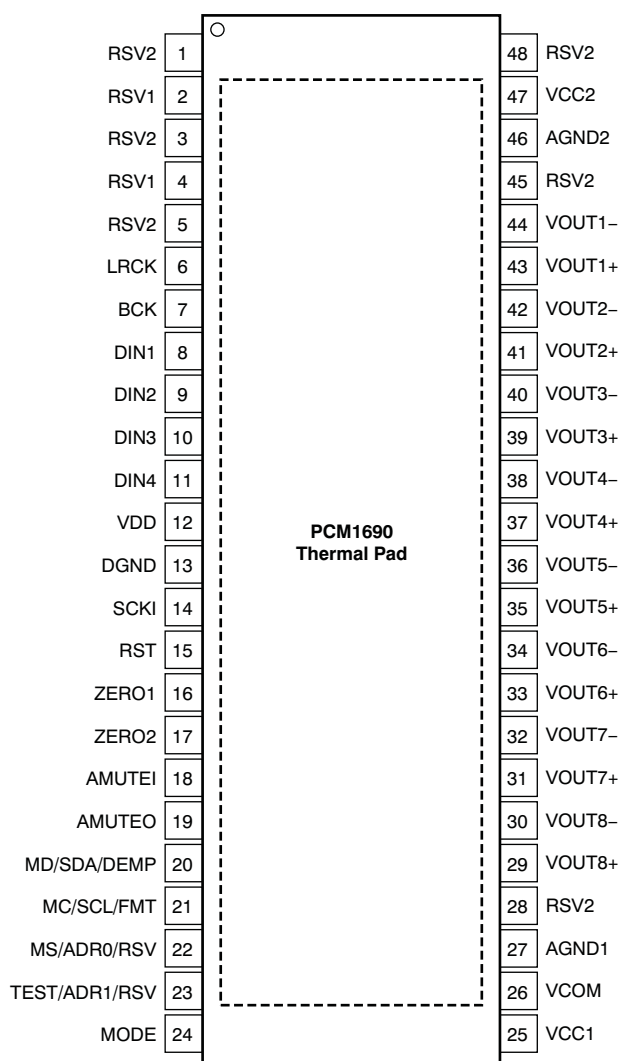 RSV2 1 48 RSV2
RSV1 2 47 VCC2
RSV2 3 46 AGND2
RSV1 4 45 RSV2
RSV2 5 44 VOUT1−
LRCK 6 43 VOUT1+
BCK 7 42 VOUT2−
DIN1 8 41 VOUT2+
DIN2 9 40 VOUT3−
DIN3 10 39 VOUT3+
DIN4 11 38 VOUT4−
VDD 12 37 VOUT4+
PCM1690
Thermal Pad
DGND 13 36 VOUT5−
SCKI 14 35 VOUT5+
RST 15 34 VOUT6−
ZERO1 16 33 VOUT6+
ZERO2 17 32 VOUT7−
AMUTEI 18 31 VOUT7+
AMUTEO 19 30 VOUT8−
MD/SDA/DEMP 20 29 VOUT8+
MC/SCL/FMT 21 28 RSV2
MS/ADR0/RSV 22 27 AGND1
TEST/ADR1/RSV 23 26 VCOM
MODE 24 25 VCC1